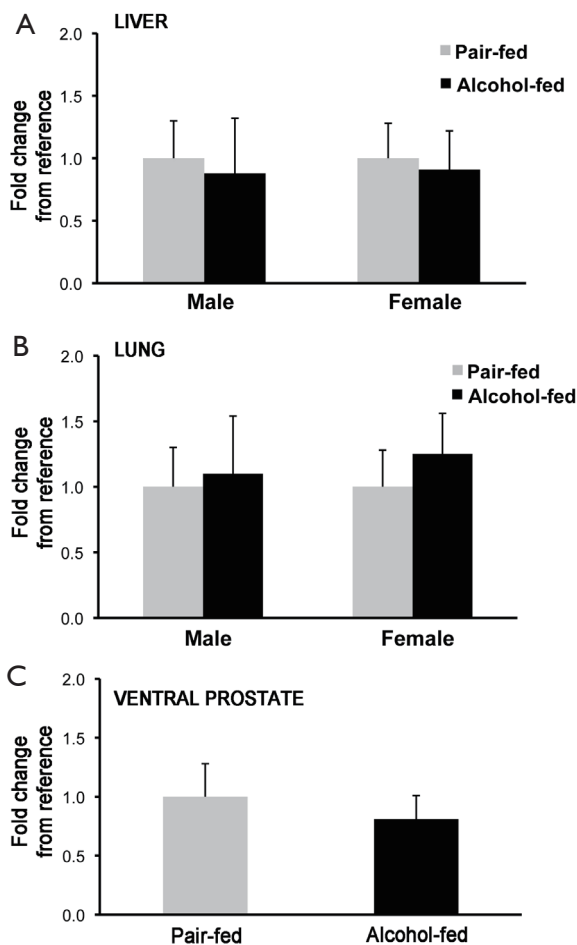 A
LIVER
2.0
1.5
1.0
0.5
0.0
Fold change
from reference
Pair-fed
Alcohol-fed
Male
Female
B
LUNG
2.0
1.5
1.0
0.5
0.0
Fold change
from reference
Pair-fed
Alcohol-fed
Male
Female
C
VENTRAL PROSTATE
2.0
1.5
1.0
0.5
0.0
Fold change
from reference
Pair-fed
Alcohol-fed